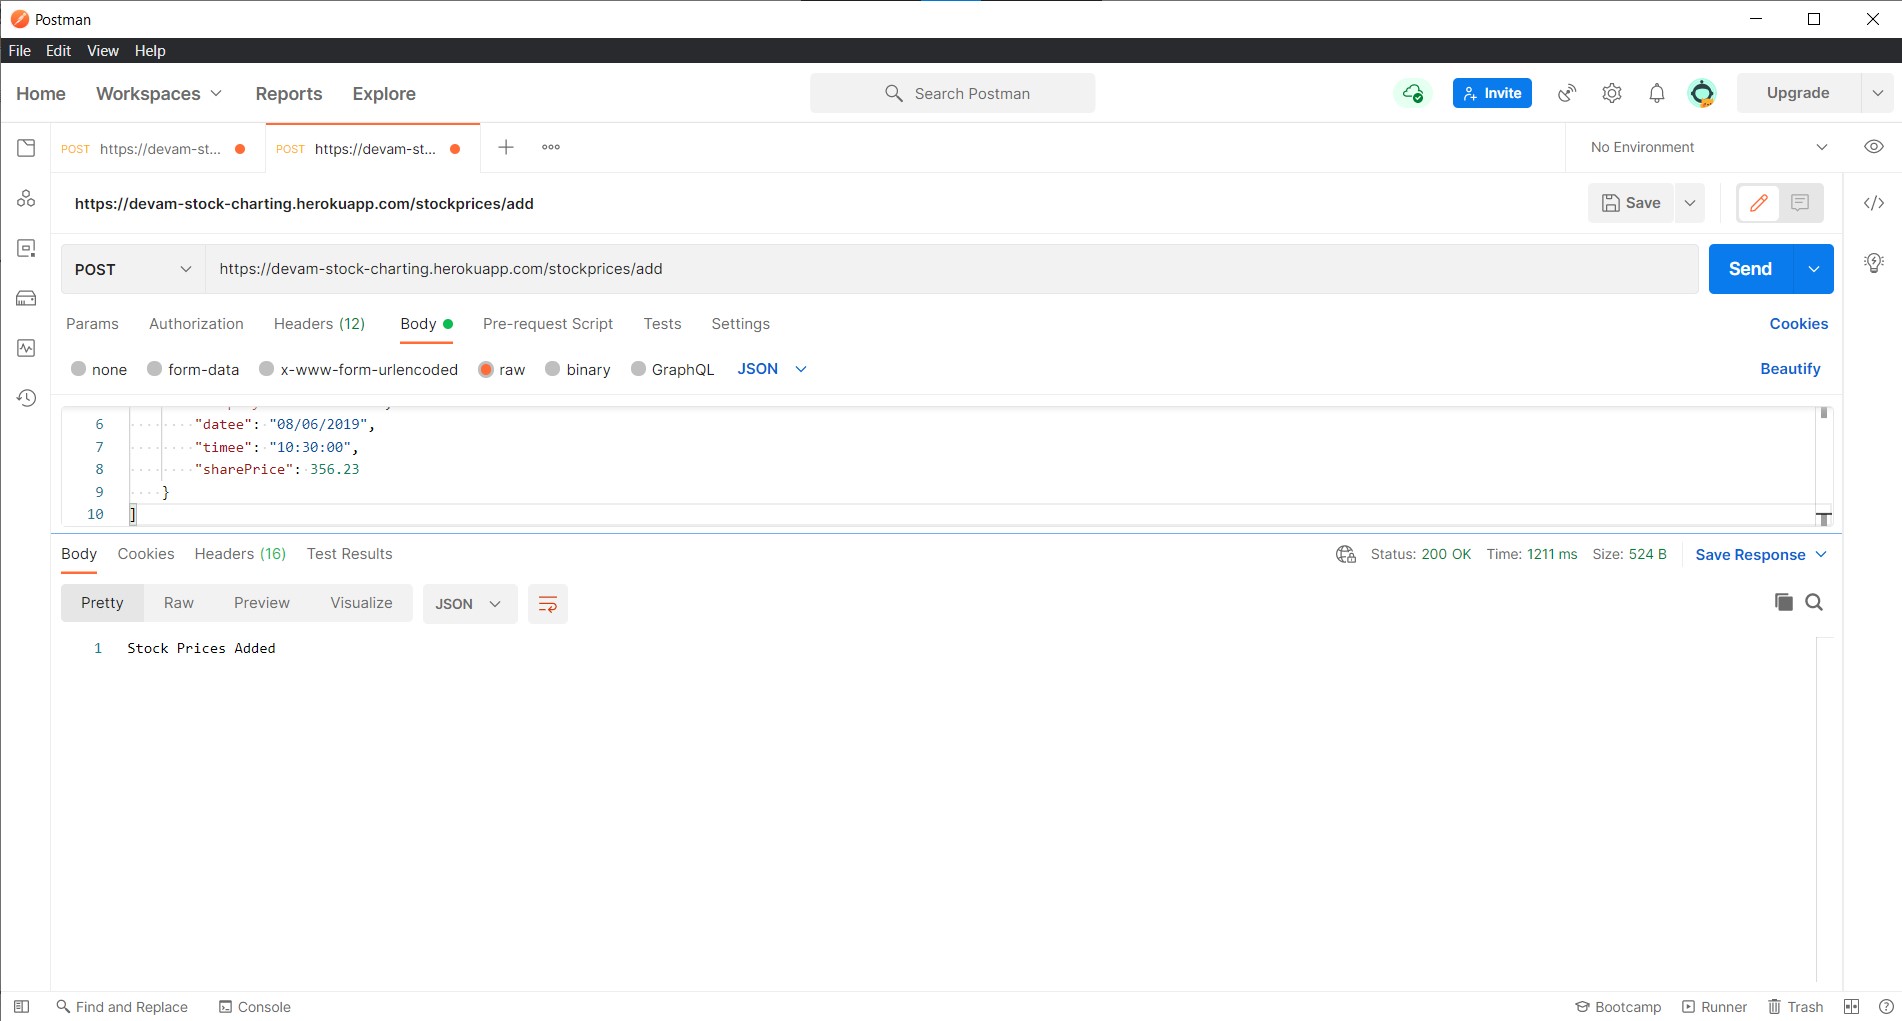 Postman
File Edit View Help
Home Workspaces Reports Explore Search Postman Invite Upgrade
POST https://devam-st... POST https://devam-st... No Environment
https://devam-stock-charting.herokuapp.com/stockprices/add Save
POST https://devam-stock-charting.herokuapp.com/stockprices/add Send
Params Authorization Headers (12) Body Pre-request Script Tests Settings Cookies
none form-data x-www-form-urlencoded raw binary GraphQL JSON Beautify
6 "datee": "08/06/2019",
7 "timee": "10:30:00",
8 "sharePrice": 356.23
9 }
10 ]
Body Cookies Headers (16) Test Results Status: 200 OK Time: 1211 ms Size: 524 B Save Response
Pretty Raw Preview Visualize JSON
1 Stock Prices Added
Find and Replace Console Bootcamp Runner Trash